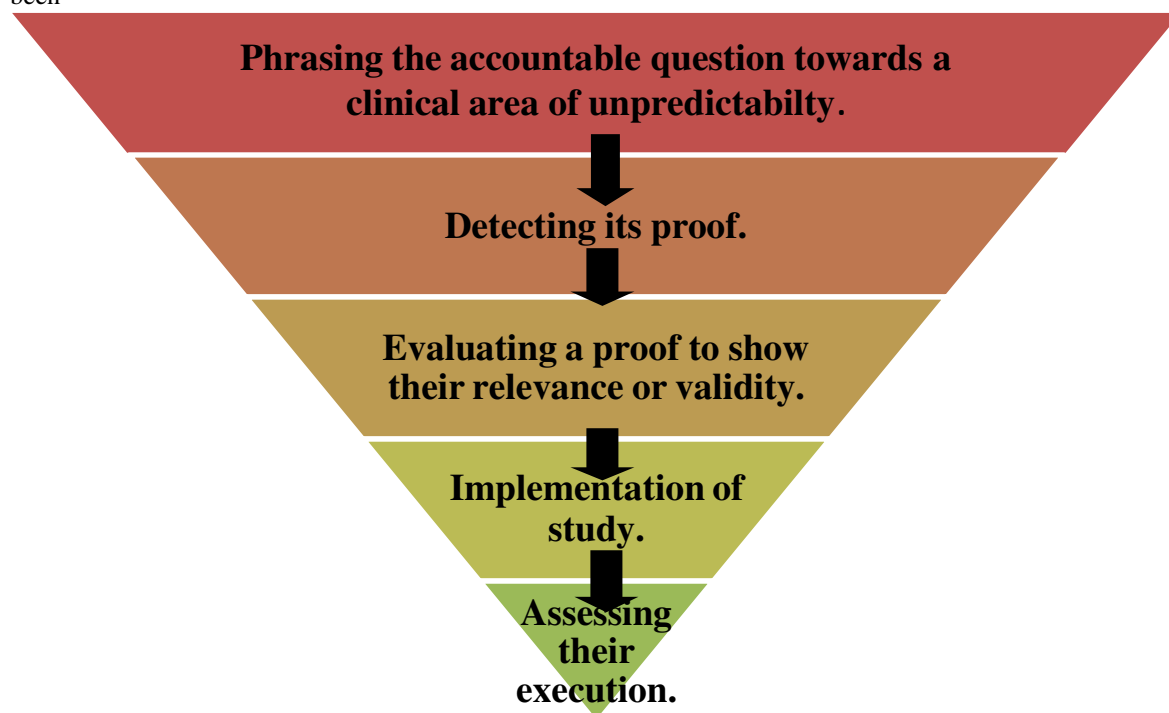 been
Phrasing the accountable question towards a
clinical area of unpredictabilty.
Detecting its proof.
Evaluating a proof to show
their relevance or validity.
Implementation of
study.
Assessing
their
execution.